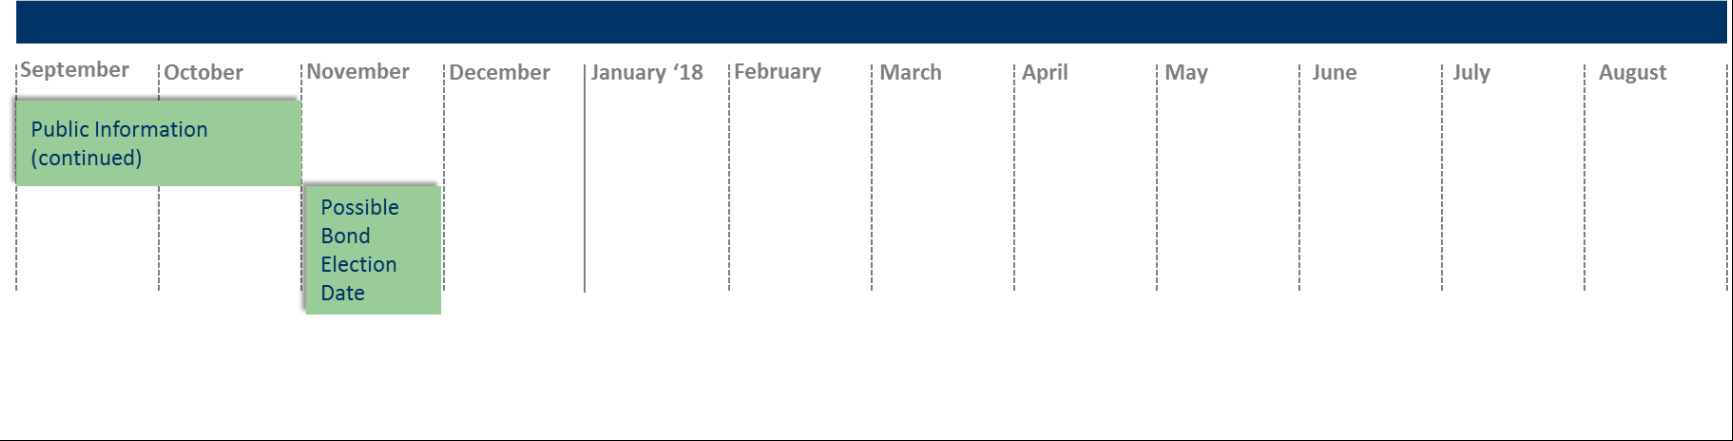 September October November December January ‘18 February March April May June July August
Public Information
(continued)
Possible
Bond
Election
Date